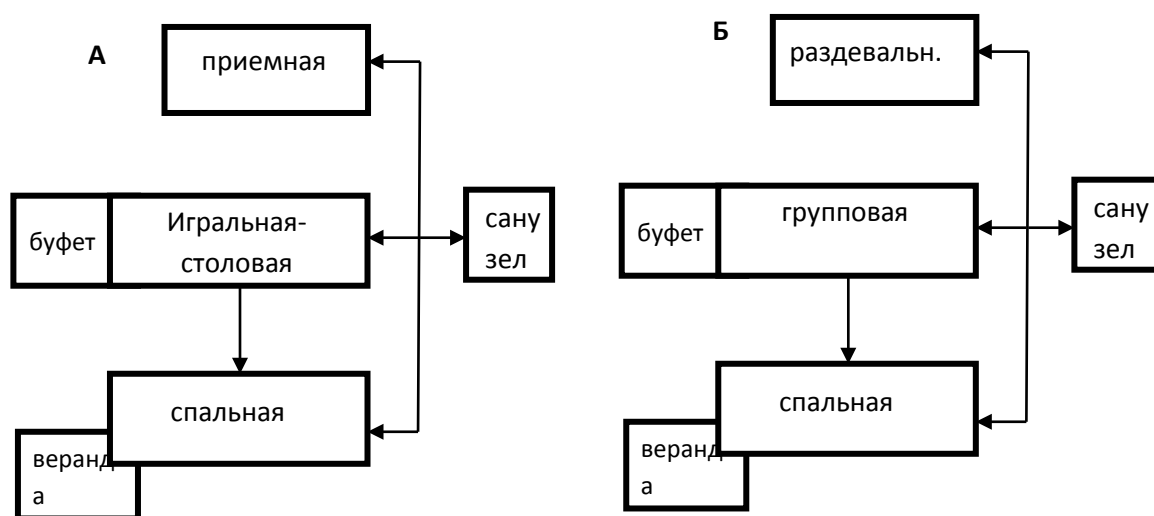 А
приемная
буфет
Игральная-
столовая
сану
зел
спальная
веранд
а
Б
раздевальн.
буфет
групповая
сану
зел
спальная
веранд
а